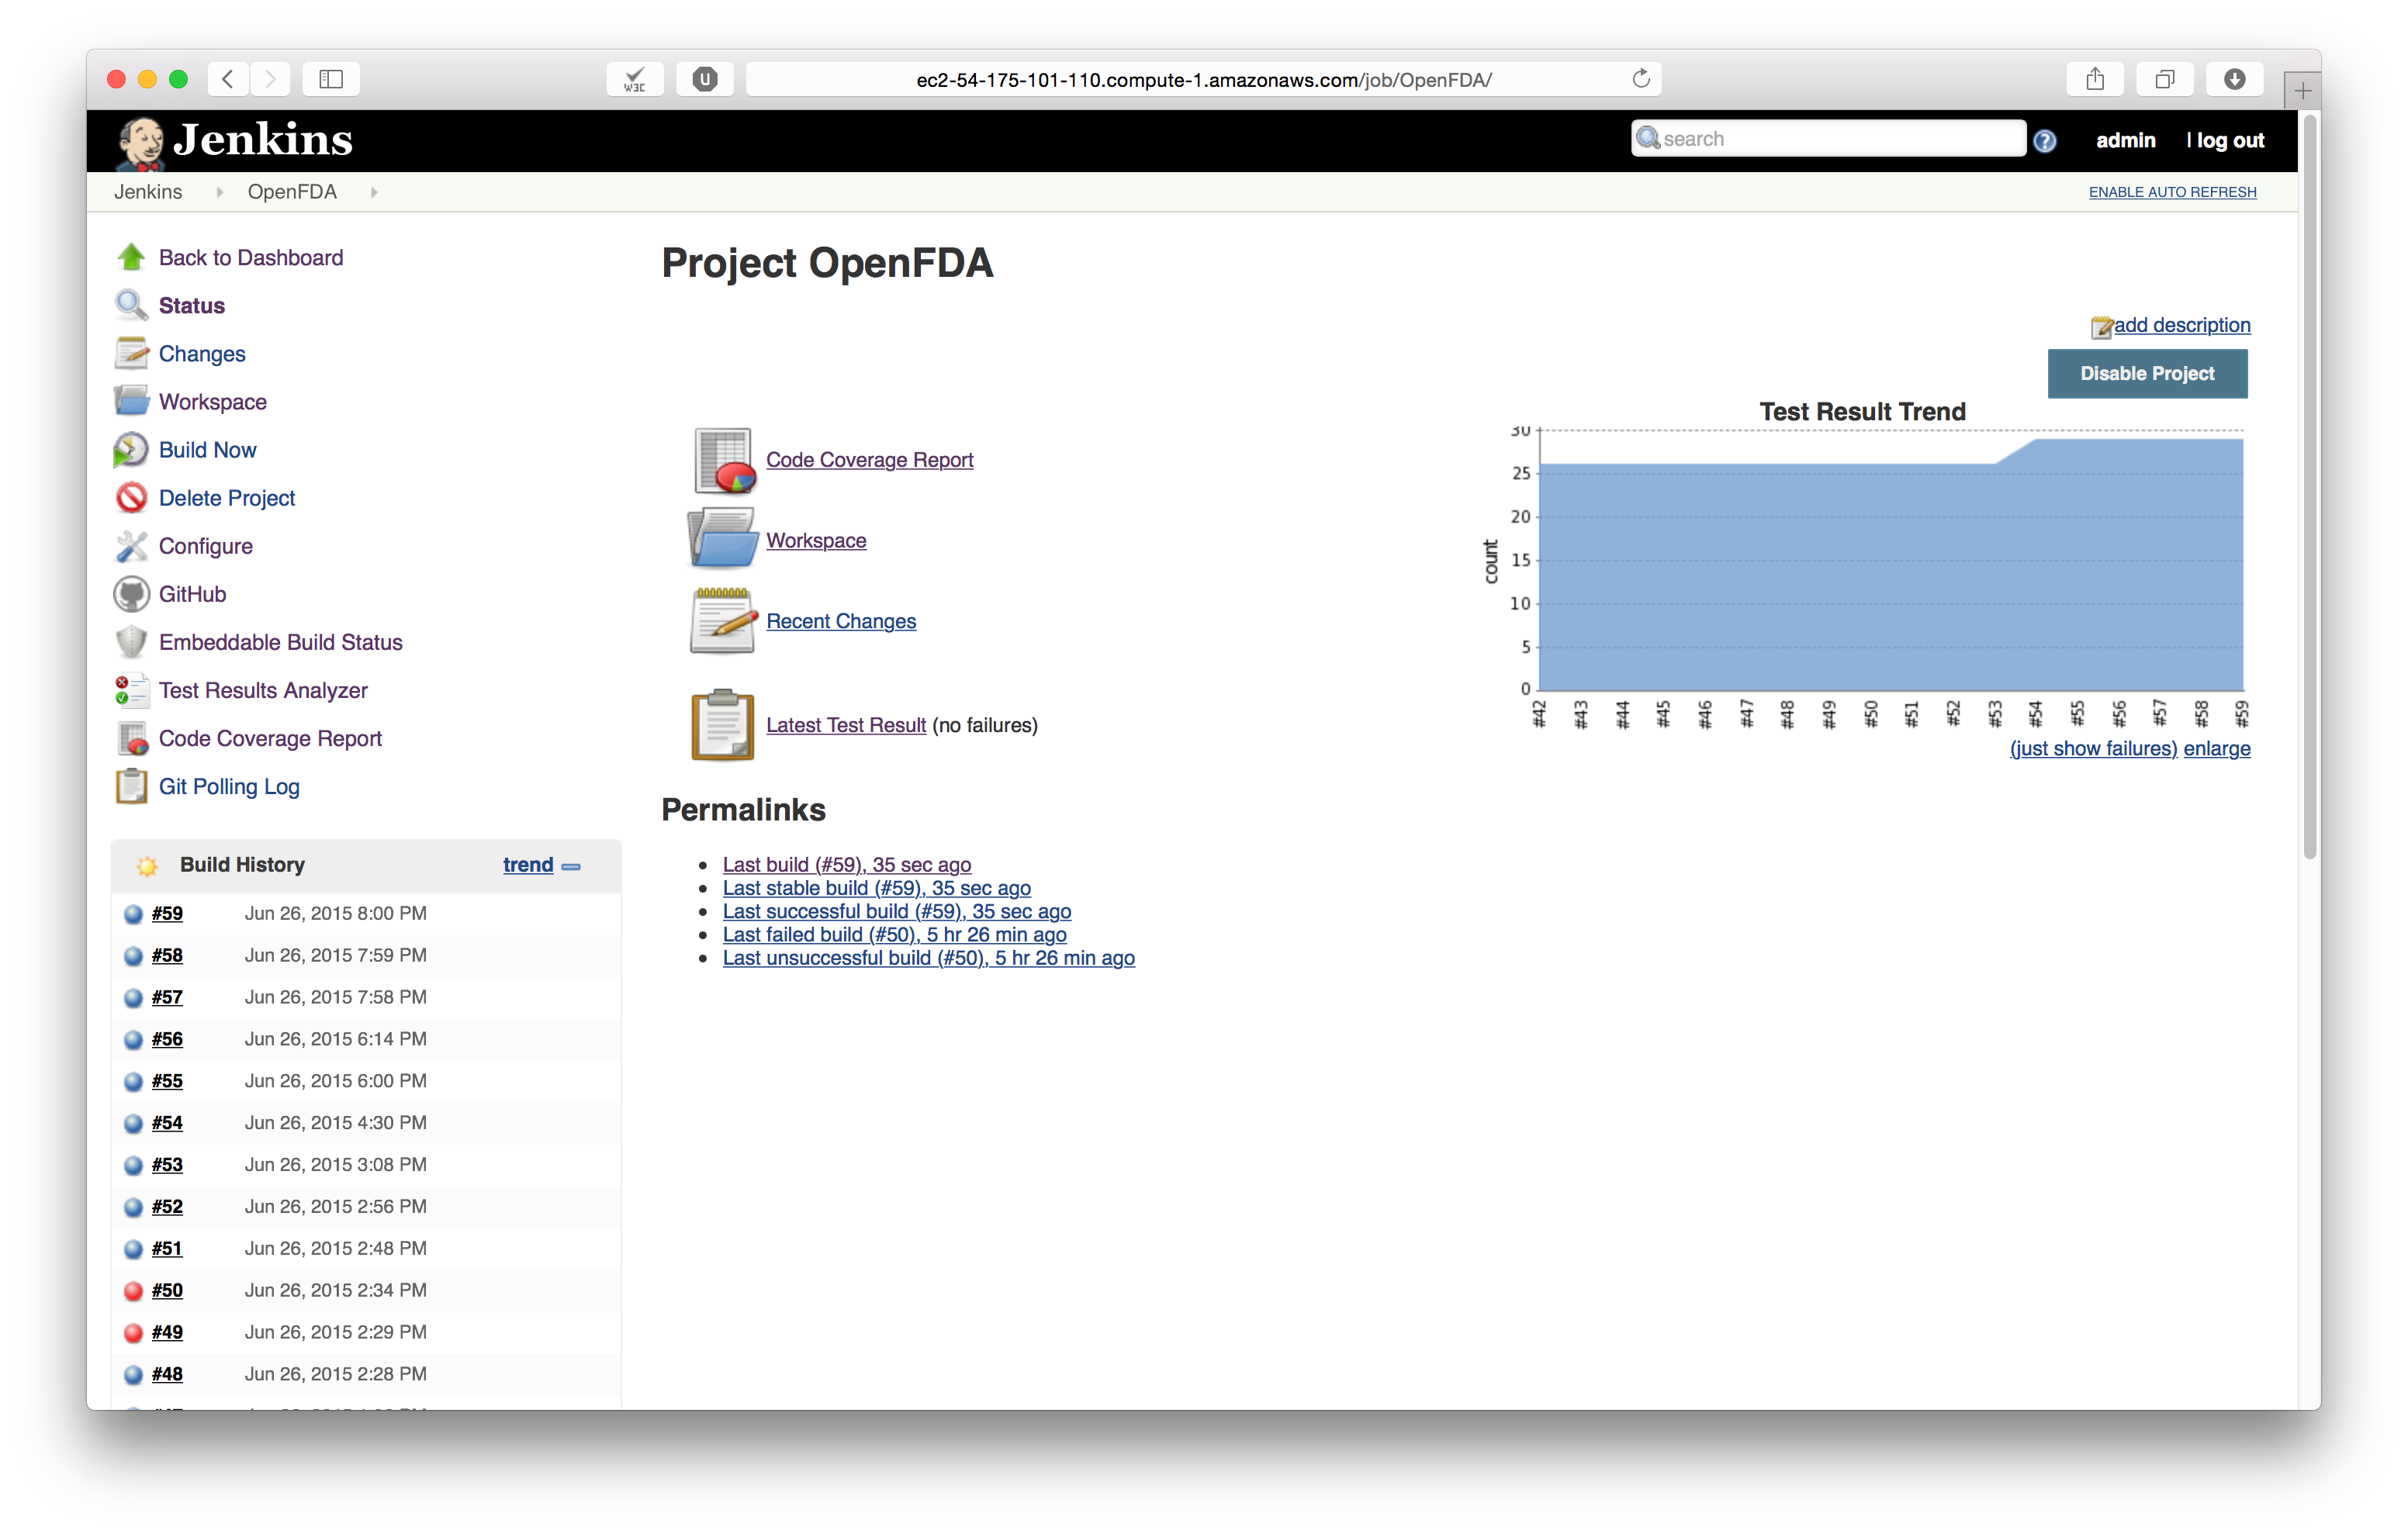 W3C
U
ec2-54-175-101-110.compute-1.amazonaws.com/job/OpenFDA/
Jenkins
search
?
admin
| log out
Jenkins
OpenFDA
ENABLE AUTO REFRESH
Back to Dashboard
Status
Changes
Workspace
Build Now
Delete Project
Configure
GitHub
Embeddable Build Status
Test Results Analyzer
Code Coverage Report
Git Polling Log
Build History
trend
#59 Jun 26, 2015 8:00 PM
#58 Jun 26, 2015 7:59 PM
#57 Jun 26, 2015 7:58 PM
#56 Jun 26, 2015 6:14 PM
#55 Jun 26, 2015 6:00 PM
#54 Jun 26, 2015 4:30 PM
#53 Jun 26, 2015 3:08 PM
#52 Jun 26, 2015 2:56 PM
#51 Jun 26, 2015 2:48 PM
#50 Jun 26, 2015 2:34 PM
#49 Jun 26, 2015 2:29 PM
#48 Jun 26, 2015 2:28 PM
Project OpenFDA
add description
Disable Project
Code Coverage Report
Workspace
Recent Changes
Latest Test Result (no failures)
Test Result Trend
count
30
25
20
15
10
5
0
#42 #43 #44 #45 #46 #47 #48 #49 #50 #51 #52 #53 #54 #55 #56 #57 #58 #59
(just show failures) enlarge
Permalinks
Last build (#59), 35 sec ago
Last stable build (#59), 35 sec ago
Last successful build (#59), 35 sec ago
Last failed build (#50), 5 hr 26 min ago
Last unsuccessful build (#50), 5 hr 26 min ago